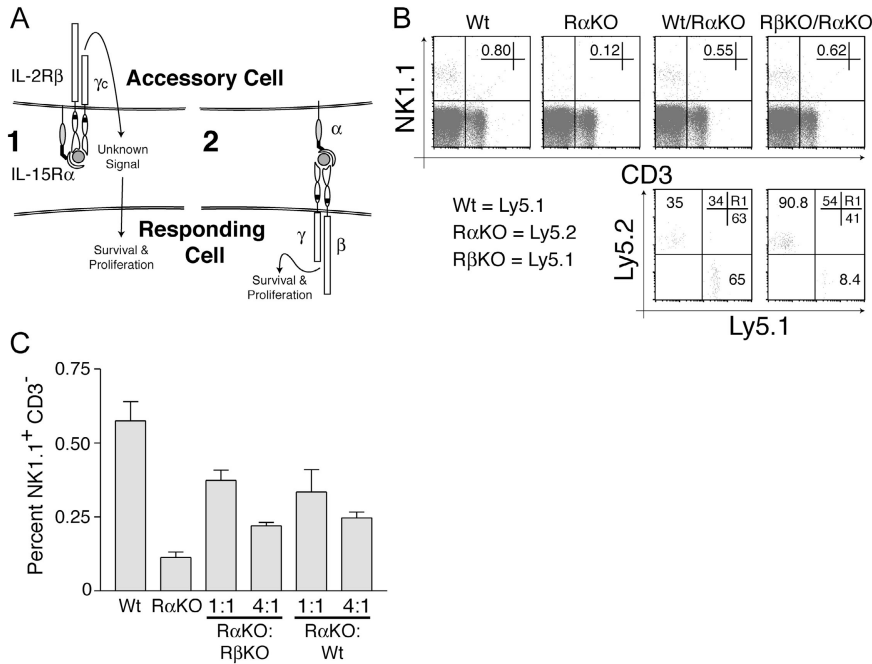 A
IL-2Rβ
γc
Accessory Cell
1
2
α
Unknown
Signal
IL-15Rα
Responding
Cell
Survival &
Proliferation
γ
β
Survival &
Proliferation
B
Wt
RαKO
Wt/RαKO
RβKO/RαKO
0.80
0.12
0.55
0.62
NK1.1
CD3
Wt = Ly5.1
RαKO = Ly5.2
RβKO = Ly5.1
35
34 R1
63
65
90.8
54 R1
41
8.4
Ly5.2
Ly5.1
C
Percent NK1.1+ CD3-
0.75
0.50
0.25
0
Wt
RαKO
1:1
4:1
1:1
4:1
RαKO:
RβKO
RαKO:
Wt